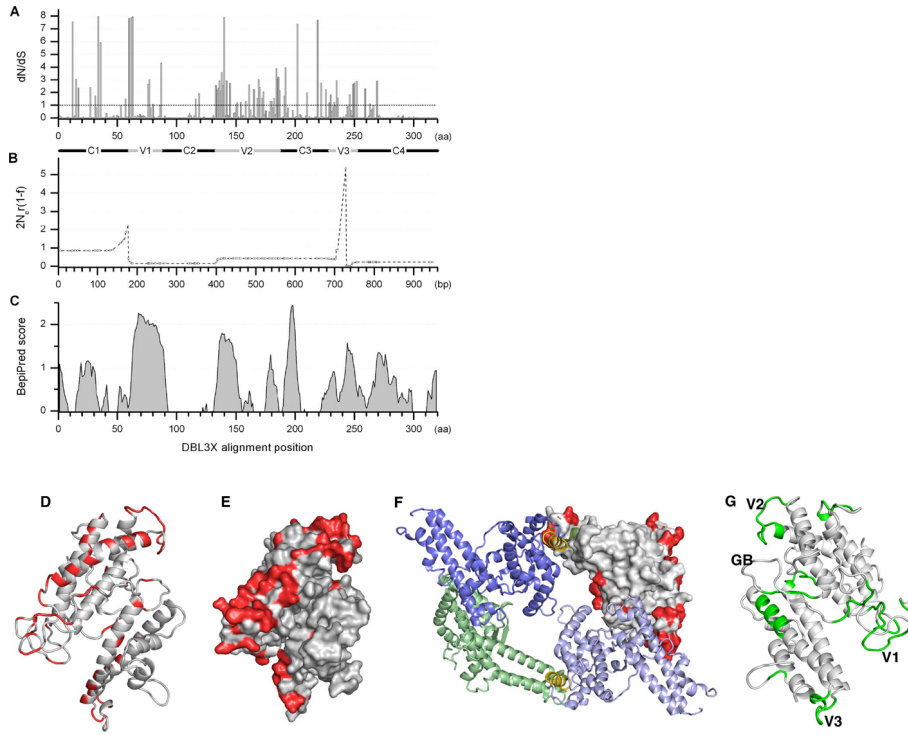 A
dN/dS
8
7
6
5
4
3
2
1
0
0 50 100 150 200 250 300 (aa)
C1 V1 C2 V2 C3 V3 C4
B
2Ner(1-f)
5
4
3
2
1
0
0 100 200 300 400 500 600 700 800 900 (bp)
C
BepiPred score
2
1
0
0 50 100 150 200 250 300 (aa)
DBL3X alignment position
D E F G
V2
GB
V1
V3